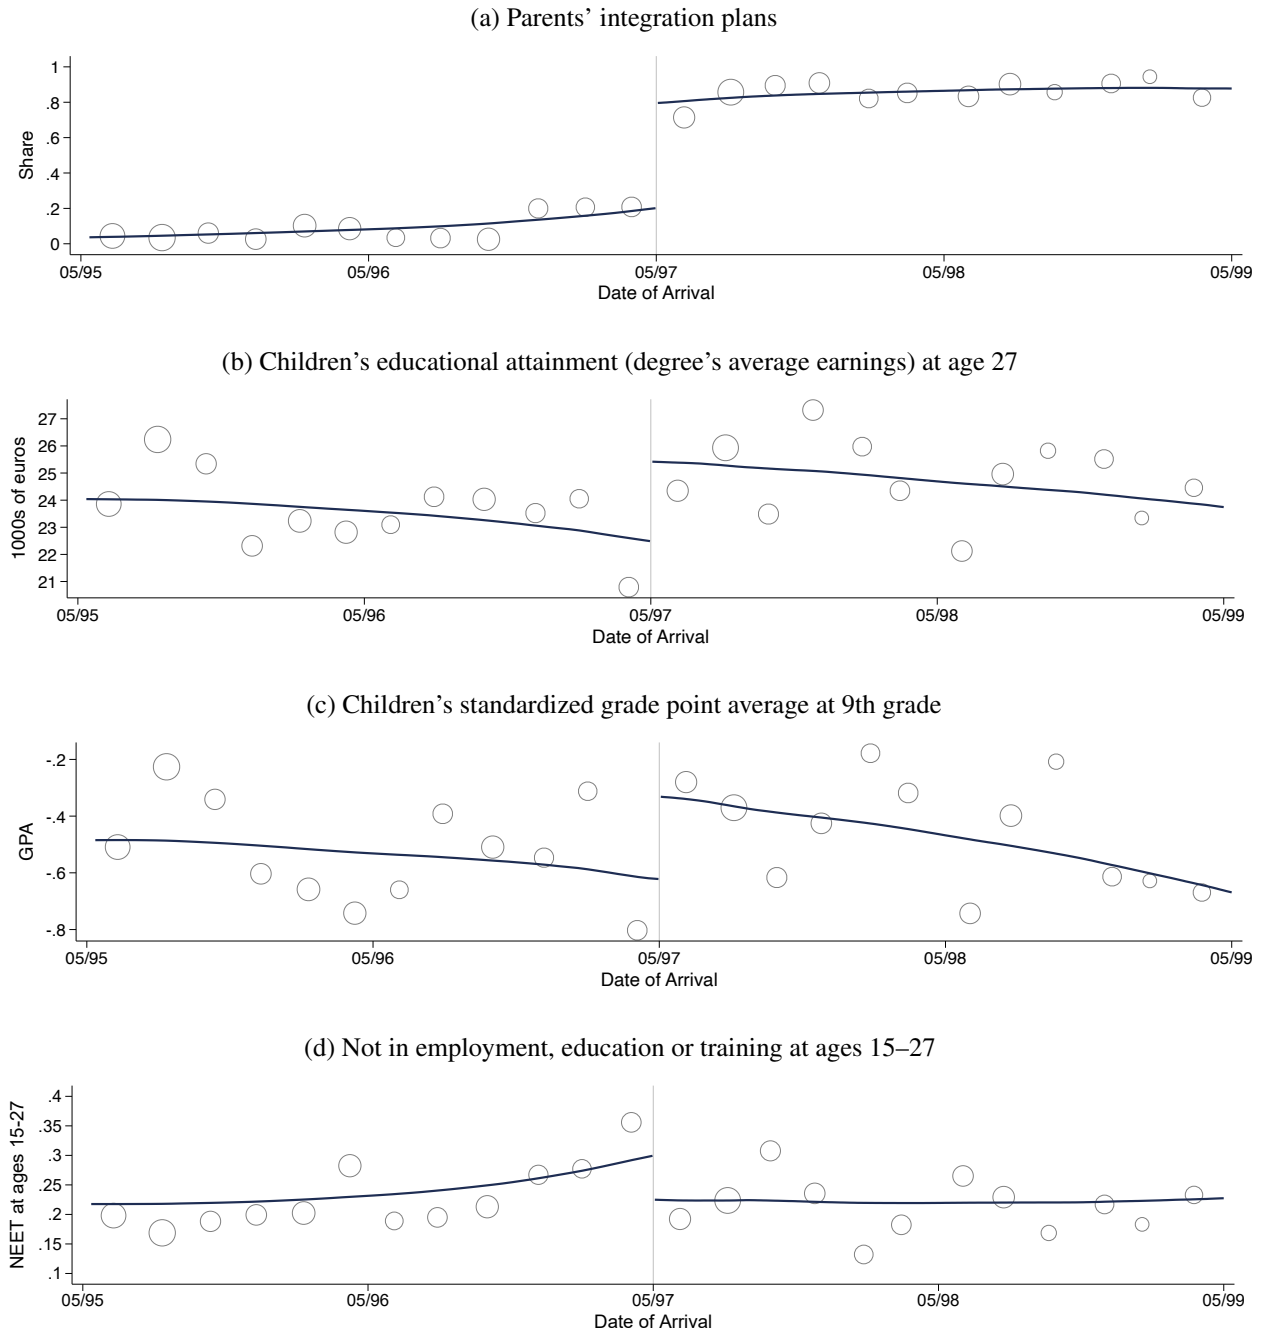 (a) Parents’ integration plans
1
.8
.6
.4
.2
0
Share
05/95 05/96 05/97 05/98 05/99
Date of Arrival
(b) Children’s educational attainment (degree’s average earnings) at age 27
27
26
25
24
23
22
21
1000s of euros
05/95 05/96 05/97 05/98 05/99
Date of Arrival
(c) Children’s standardized grade point average at 9th grade
-.2
-.4
-.6
-.8
GPA
05/95 05/96 05/97 05/98 05/99
Date of Arrival
(d) Not in employment, education or training at ages 15–27
.4
.35
.3
.25
.2
.15
.1
NEET at ages 15-27
05/95 05/96 05/97 05/98 05/99
Date of Arrival